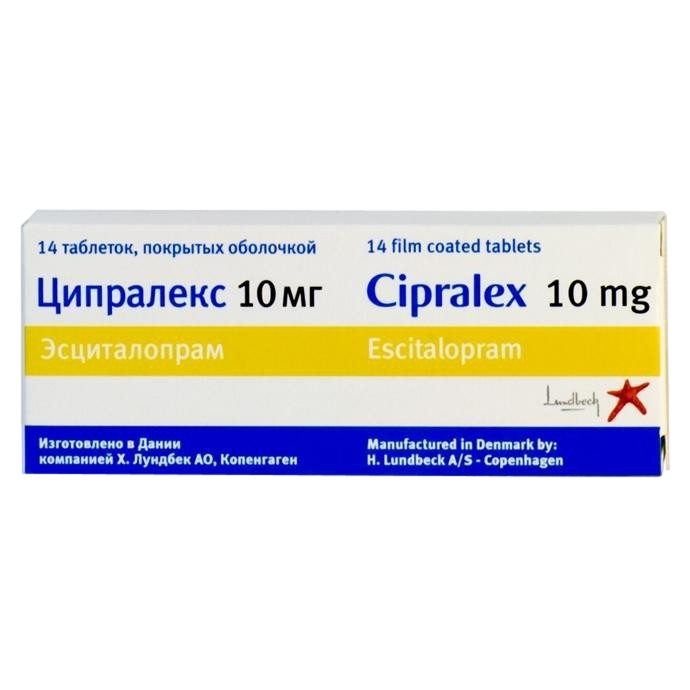 14 таблеток, покрытых оболочкой
Ципралекс 10 мг
Эсциталопрам
Изготовлено в Дании
компанией Х. Лундбек АО, Копенгаген
14 film coated tablets
Cipralex 10 mg
Escitalopram
Lundbeck
Manufactured in Denmark by:
H. Lundbeck A/S - Copenhagen